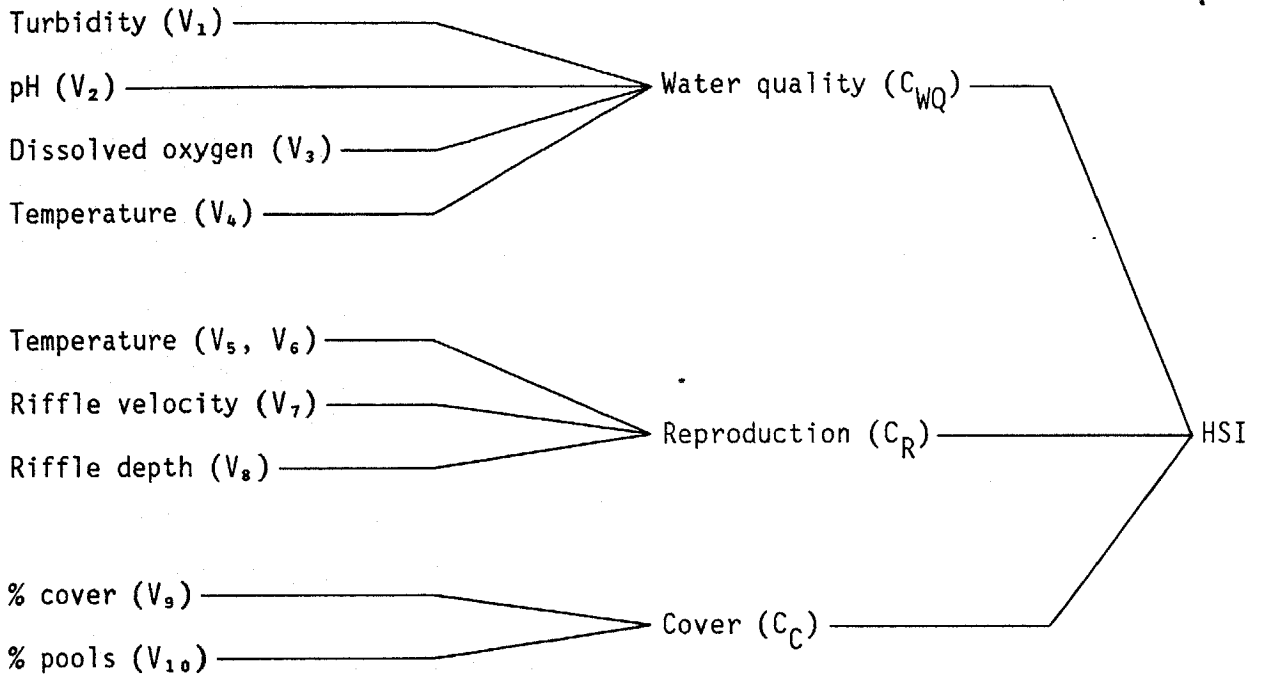 Turbidity (V₁)
pH (V₂)
Dissolved oxygen (V₃)
Temperature (V₄)
Water quality (C_WQ)
Temperature (V₅, V₆)
Riffle velocity (V₇)
Riffle depth (V₈)
Reproduction (C_R)
HSI
% cover (V₉)
% pools (V₁₀)
Cover (C_C)